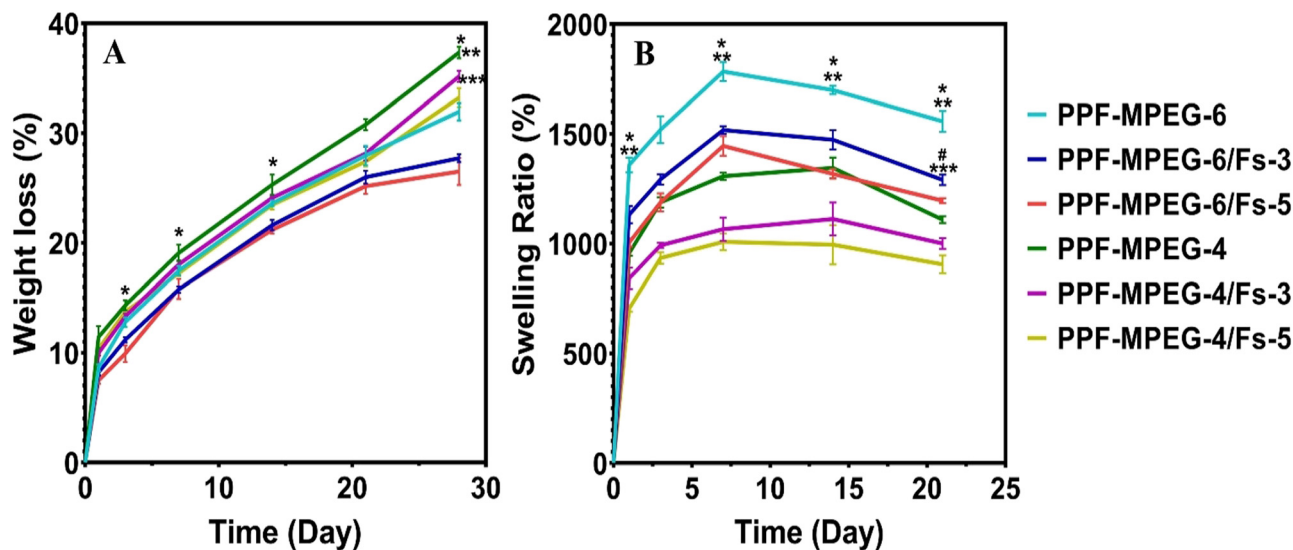 A
Weight loss (%)
40
30
20
10
0
0 10 20 30
Time (Day)
*
*
*
*
**
***
B
Swelling Ratio (%)
2000
1500
1000
500
0
0 5 10 15 20 25
Time (Day)
*
**
*
**
*
**
*
**
#
***
PPF-MPEG-6
PPF-MPEG-6/Fs-3
PPF-MPEG-6/Fs-5
PPF-MPEG-4
PPF-MPEG-4/Fs-3
PPF-MPEG-4/Fs-5